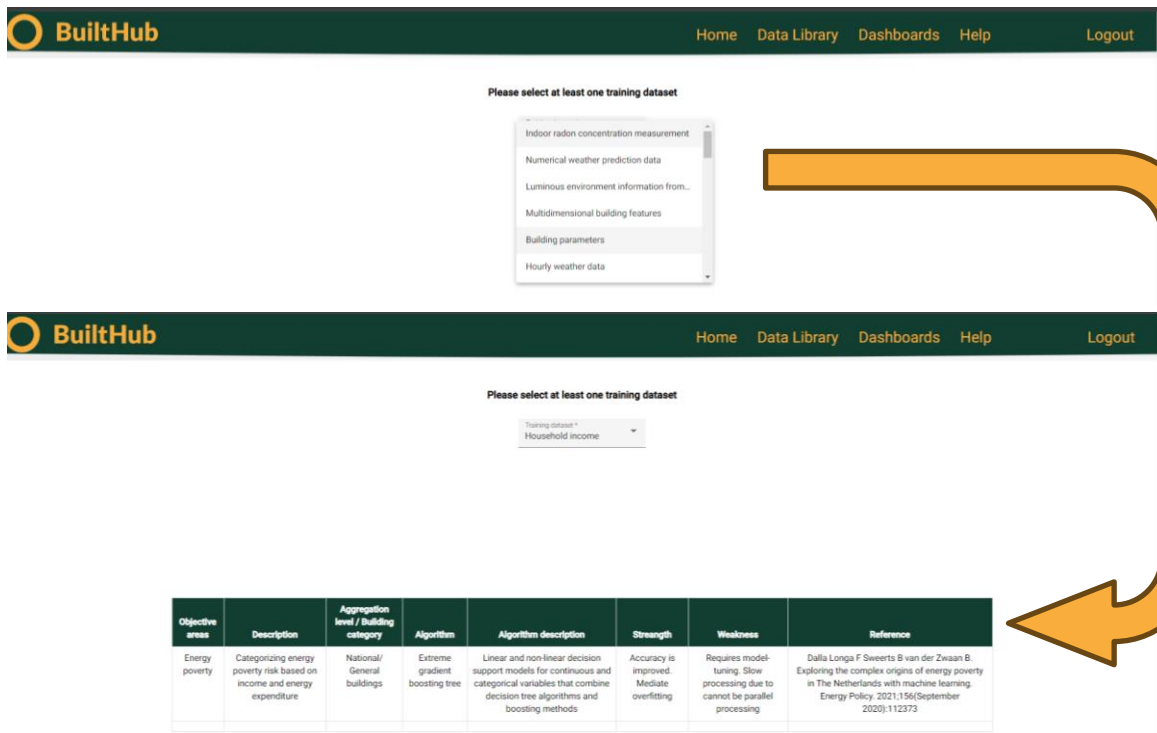 BuiltHub
Home Data Library Dashboards Help Logout
Please select at least one training dataset
Indoor radon concentration measurement
Numerical weather prediction data
Luminous environment information from...
Multidimensional building features
Building parameters
Hourly weather data
BuiltHub
Home Data Library Dashboards Help Logout
Please select at least one training dataset
Training dataset *
Household income
Objective
areas
Description
Aggregation
level / Building
category
Algorithm
Algorithm description
Streangth
Weakness
Reference
Energy
poverty
Categorizing energy
poverty risk based on
income and energy
expenditure
National/
General
buildings
Extreme
gradient
boosting tree
Linear and non-linear decision
support models for continuous and
categorical variables that combine
decision tree algorithms and
boosting methods
Accuracy is
improved.
Mediate
overfitting
Requires model-
tuning. Slow
processing due to
cannot be parallel
processing
Dalla Longa F Sweerts B van der Zwaan B.
Exploring the complex origins of energy poverty
in The Netherlands with machine learning.
Energy Policy. 2021;156(September
2020):112373